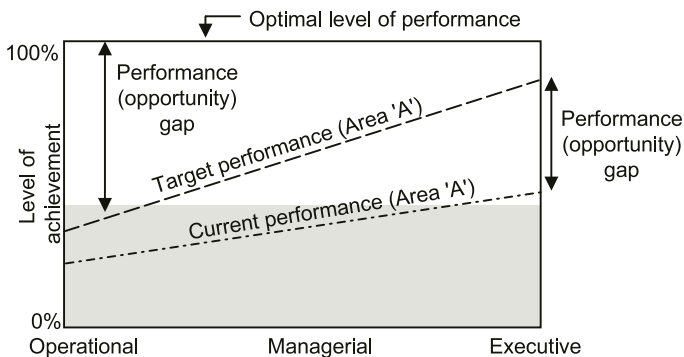 Optimal level of performance
100%
Performance
(opportunity)
gap
Target performance (Area 'A')
Performance
(opportunity)
gap
Level of
achievement
Current performance (Area 'A')
0%
Operational
Managerial
Executive